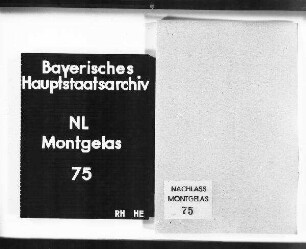 Bayerisches
Hauptstaatsarchiv
NL
Montgelas
75
RH HE
NACHLASS
MONTGELAS
75